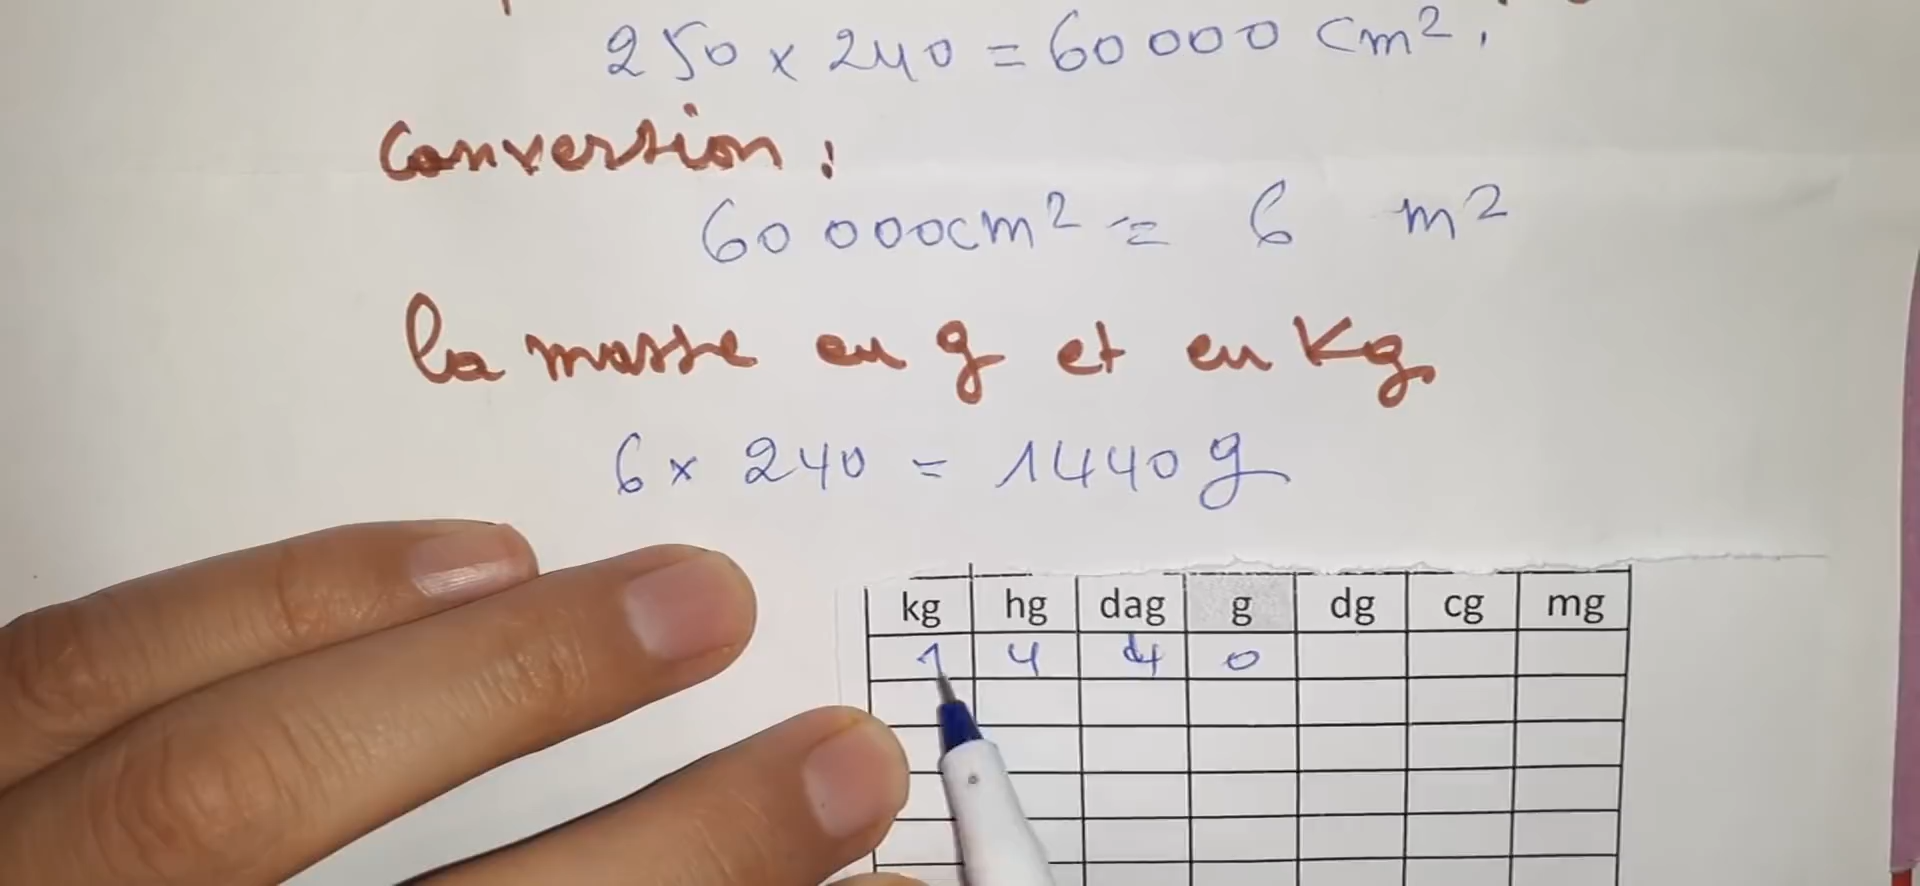 250 x 240 = 60 000 cm².
Conversion :
60 000cm² = 6 m²
la masse en g et en Kg
6 x 240 = 1440 g
kg hg dag g dg cg mg
1 4 4 0